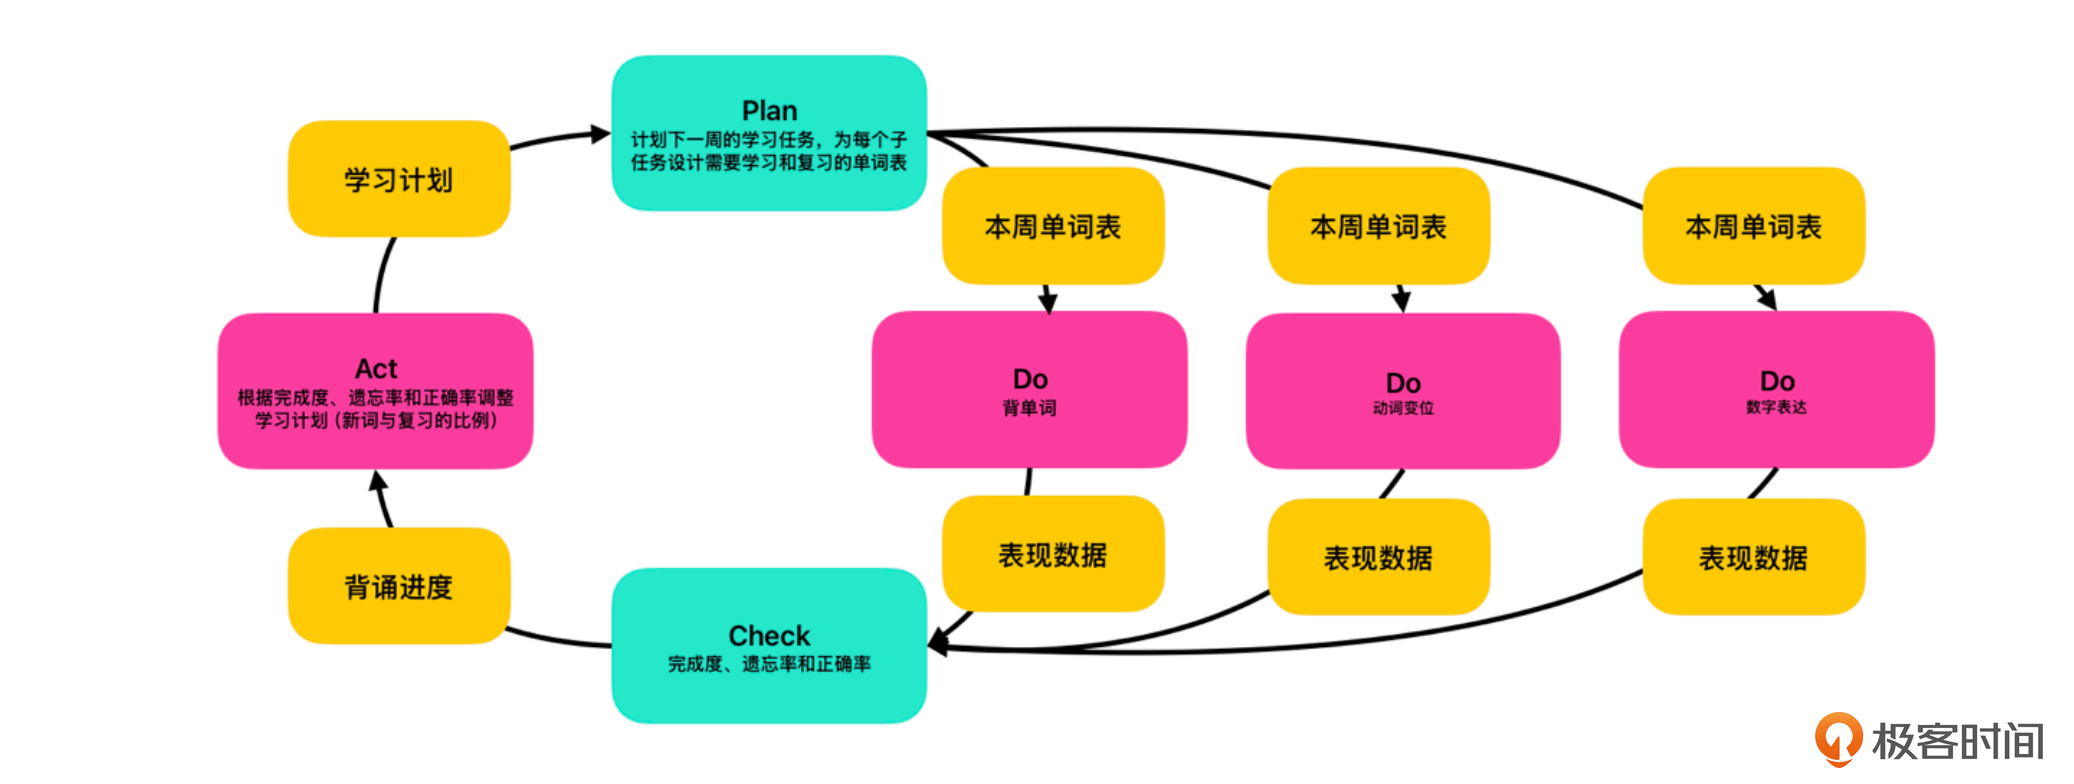 Plan
计划下一周的学习任务，为每个子
任务设计需要学习和复习的单词表
学习计划
本周单词表
本周单词表
本周单词表
Act
根据完成度、遗忘率和正确率调整
学习计划 (新词与复习的比例)
Do
背单词
Do
动词变位
Do
数字表达
背诵进度
表现数据
表现数据
表现数据
Check
完成度、遗忘率和正确率
极客时间